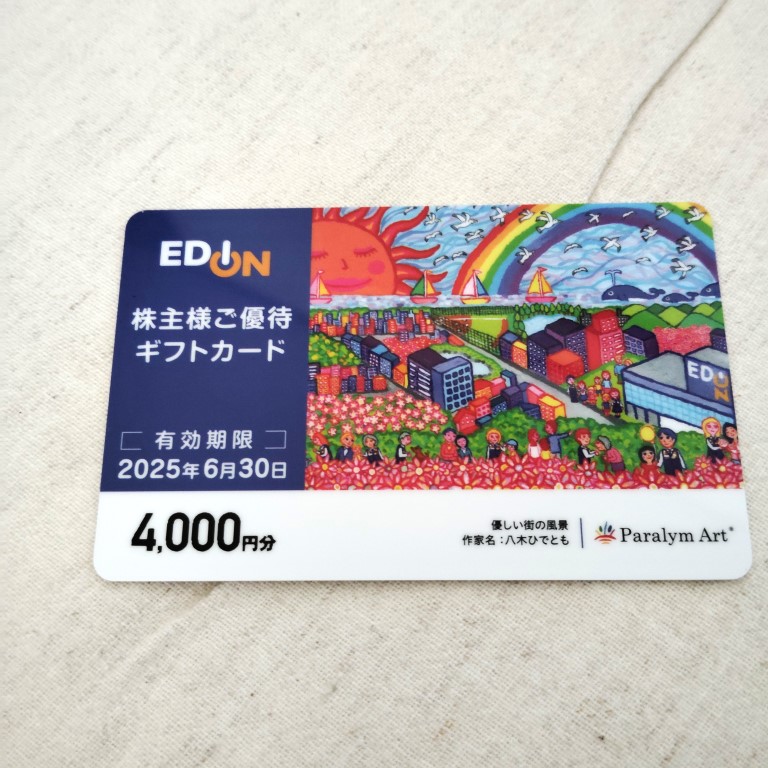 EDION
株主様ご優待
ギフトカード
有効期限
2025年6月30日
4,000円分
EDION
優しい街の風景
作家名：八木ひでとも
Paralym Art®